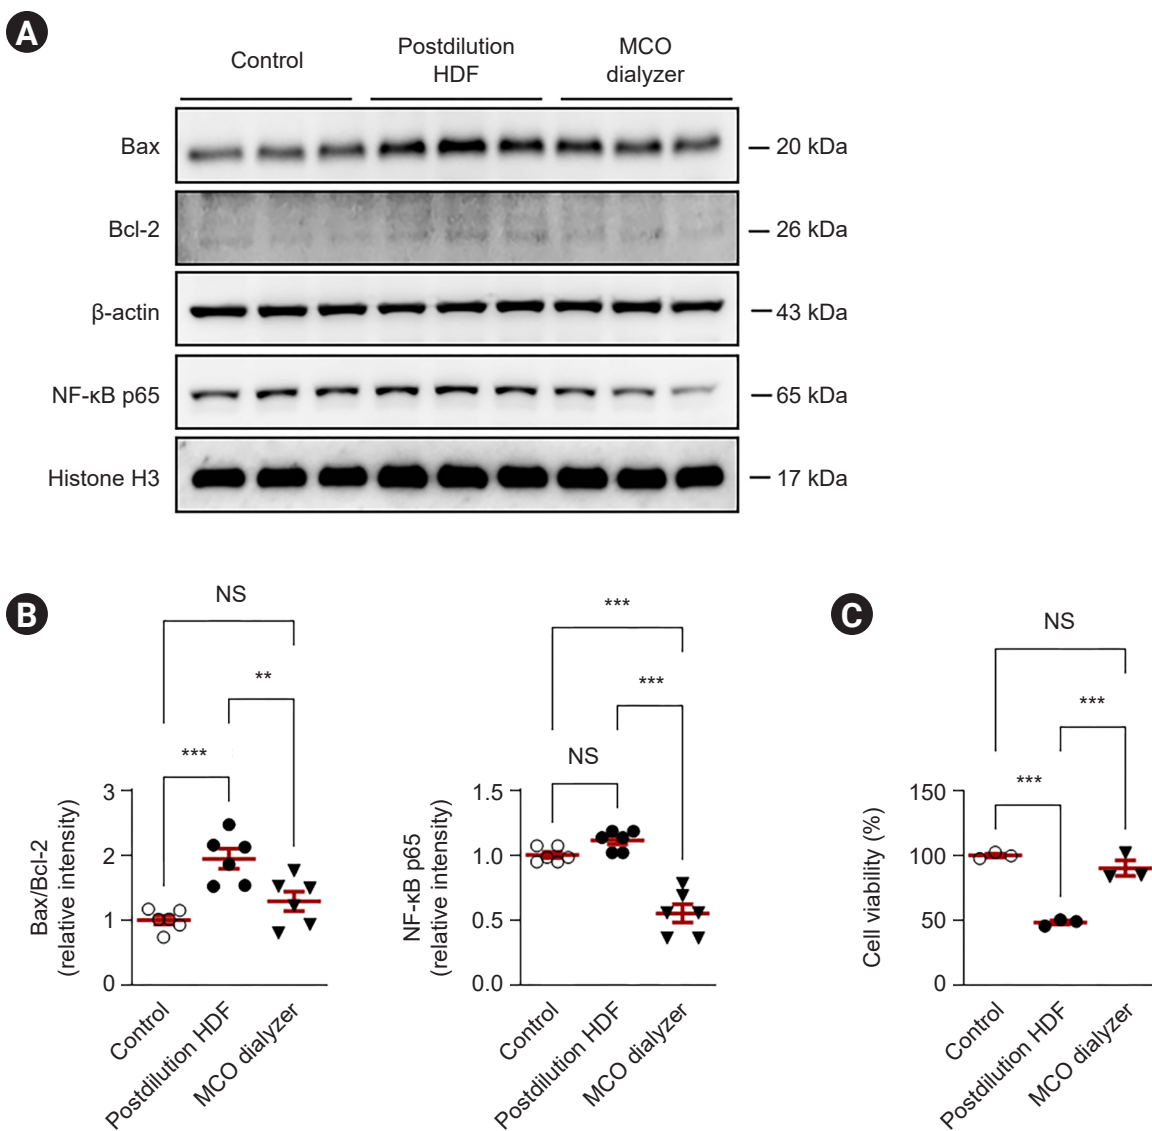 A
Control
Postdilution
HDF
MCO
dialyzer
Bax
20 kDa
Bcl-2
26 kDa
β-actin
43 kDa
NF-κB p65
65 kDa
Histone H3
17 kDa
B
NS
**
***
3
2
1
0
Bax/Bcl-2
(relative intensity)
Control
Postdilution HDF
MCO dialyzer
***
***
NS
1.5
1.0
0.5
0.0
NF-κB p65
(relative intensity)
Control
Postdilution HDF
MCO dialyzer
C
NS
***
***
150
100
50
0
Cell viability (%)
Control
Postdilution HDF
MCO dialyzer